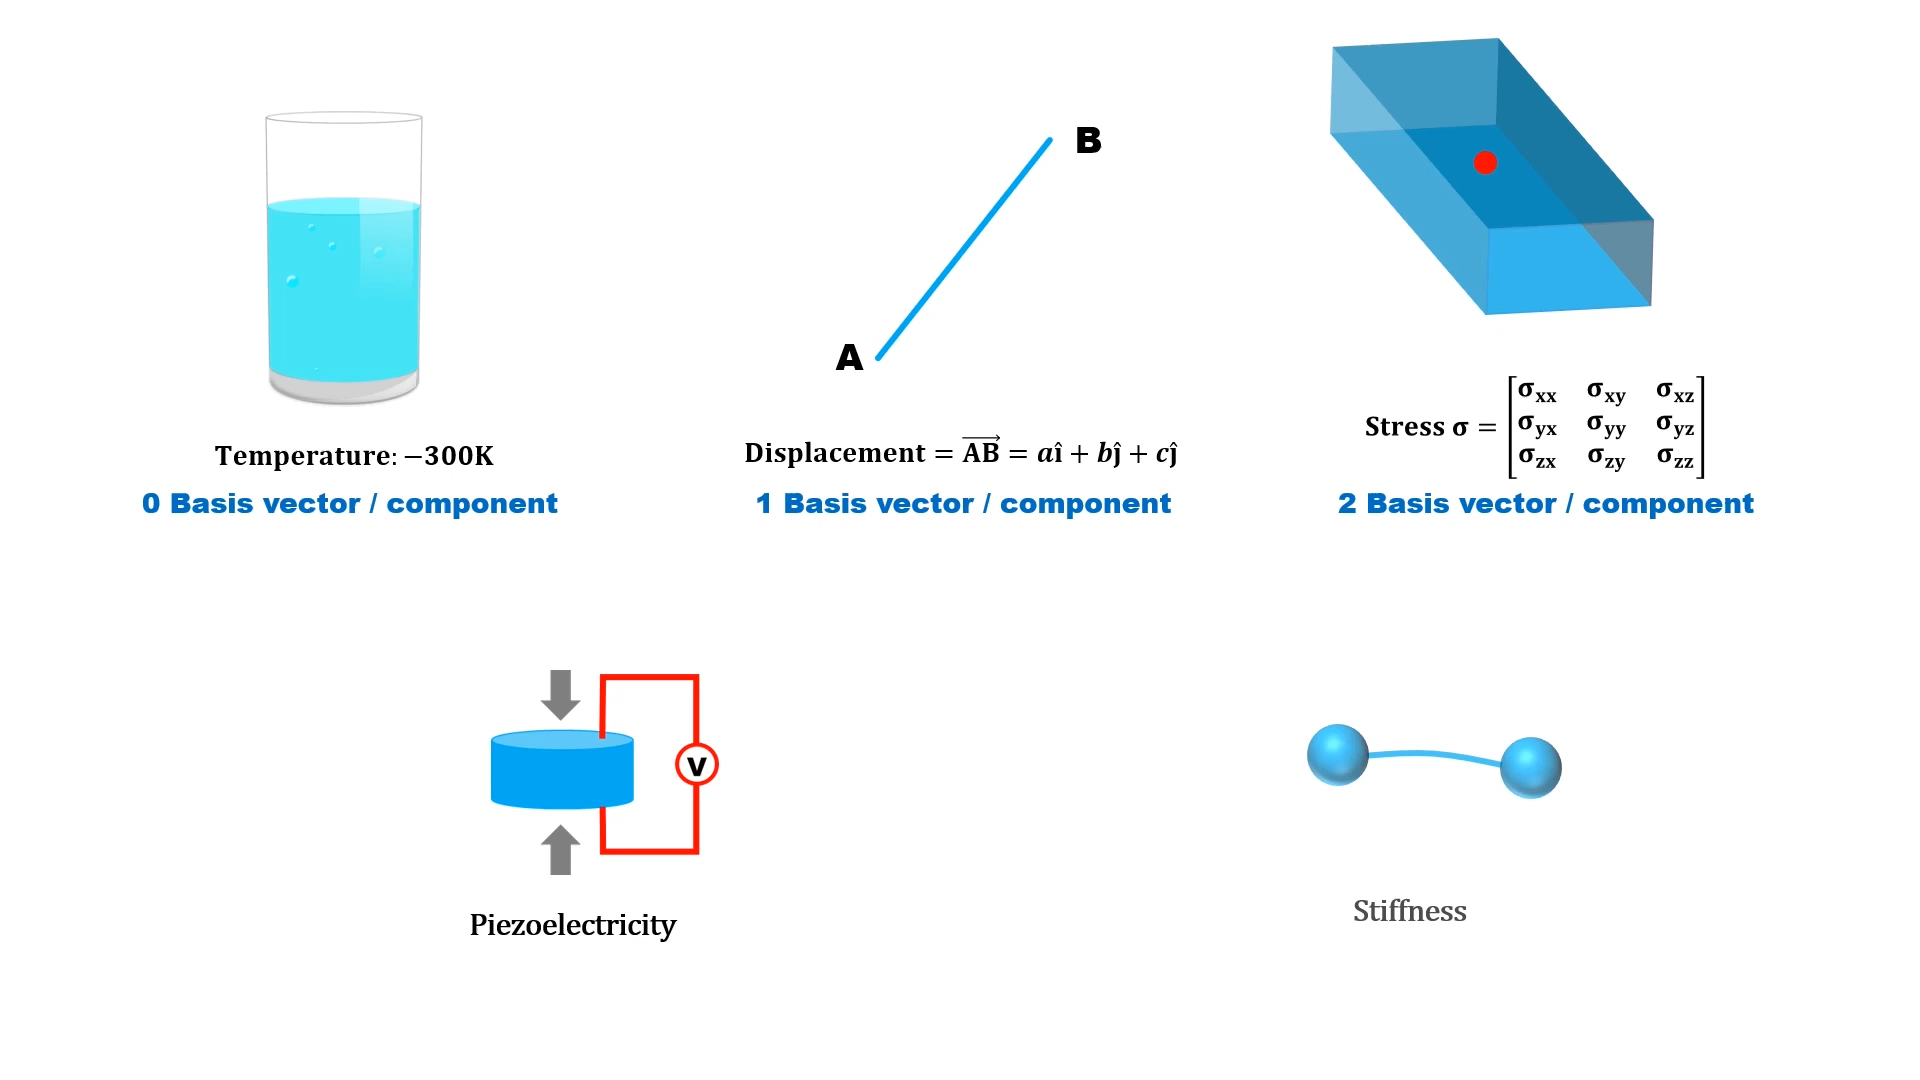 B
A
Temperature: −300K
0 Basis vector / component
Displacement = \overrightarrow{AB} = aî + bĵ + cĵ
1 Basis vector / component
Stress σ = [σxx σxy σxz
σyx σyy σyz
σzx σzy σzz]
2 Basis vector / component
V
Piezoelectricity
Stiffness